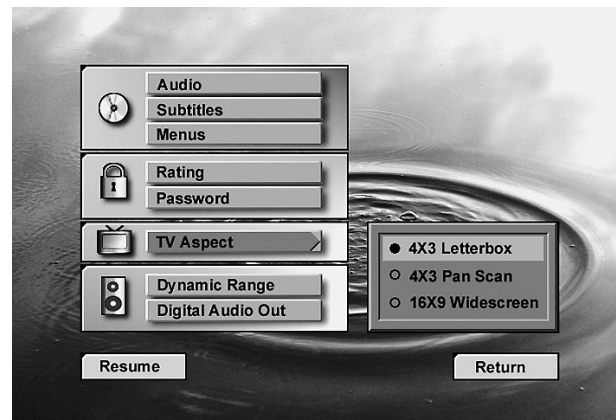 Audio
Subtitles
Menus
Rating
Password
TV Aspect
4X3 Letterbox
4X3 Pan Scan
16X9 Widescreen
Dynamic Range
Digital Audio Out
Resume
Return